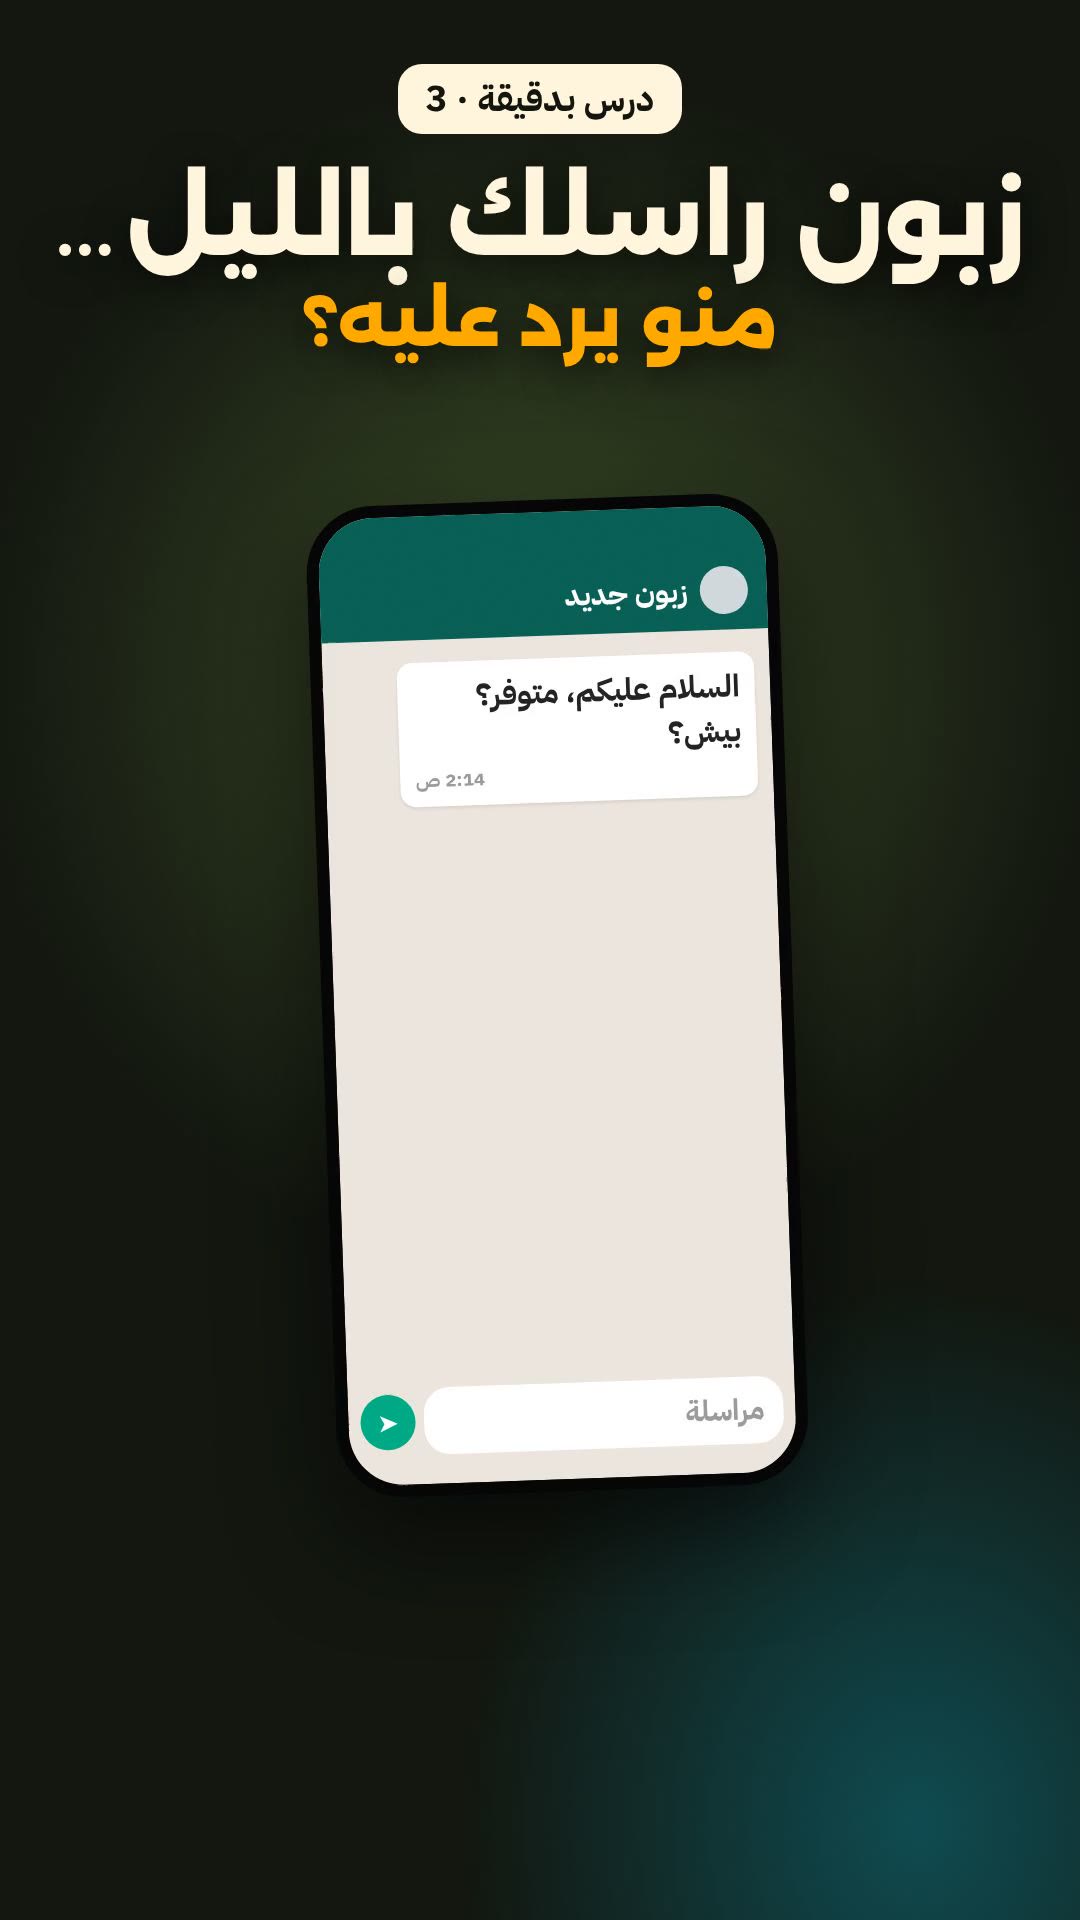 درس بدقيقة · 3
زبون راسلك بالليل...
منو يرد عليه؟
زبون جديد
السلام عليكم، متوفر؟
بيش؟
2:14 ص
مراسلة